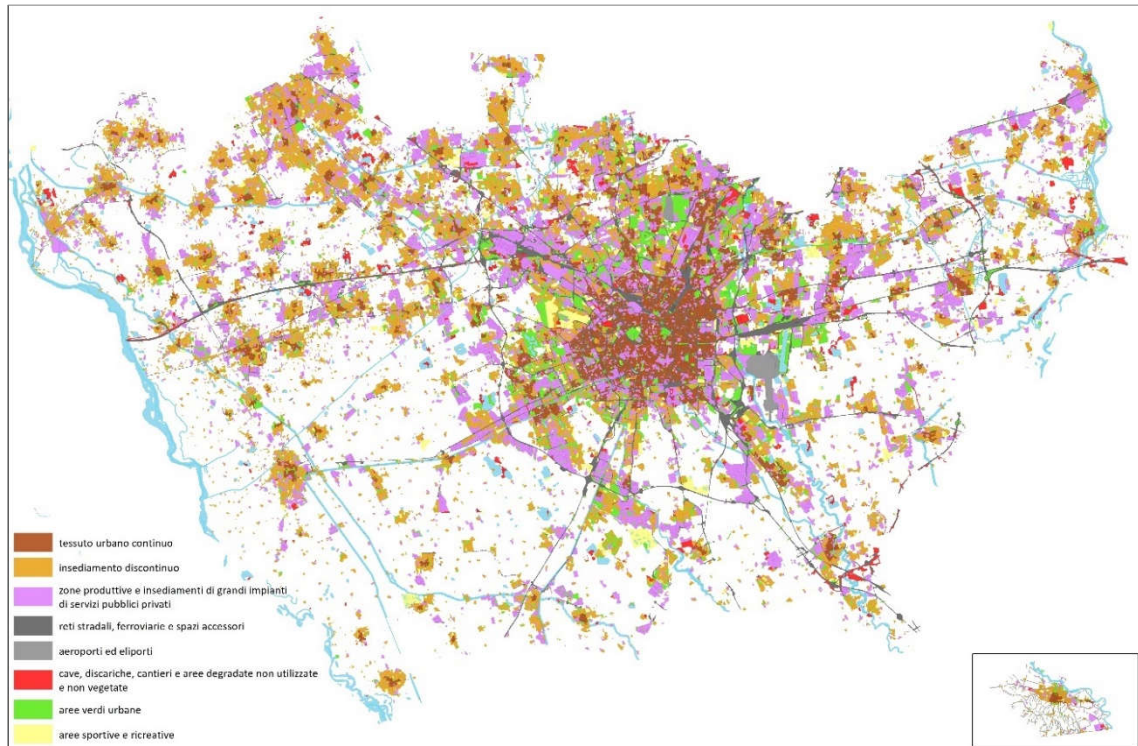 tessuto urbano continuo
insediamento discontinuo
zone produttive e insediamenti di grandi impianti
di servizi pubblici privati
reti stradali, ferroviarie e spazi accessori
aeroporti ed eliporti
cave, discariche, cantieri e aree degradate non utilizzate
e non vegetate
aree verdi urbane
aree sportive e ricreative